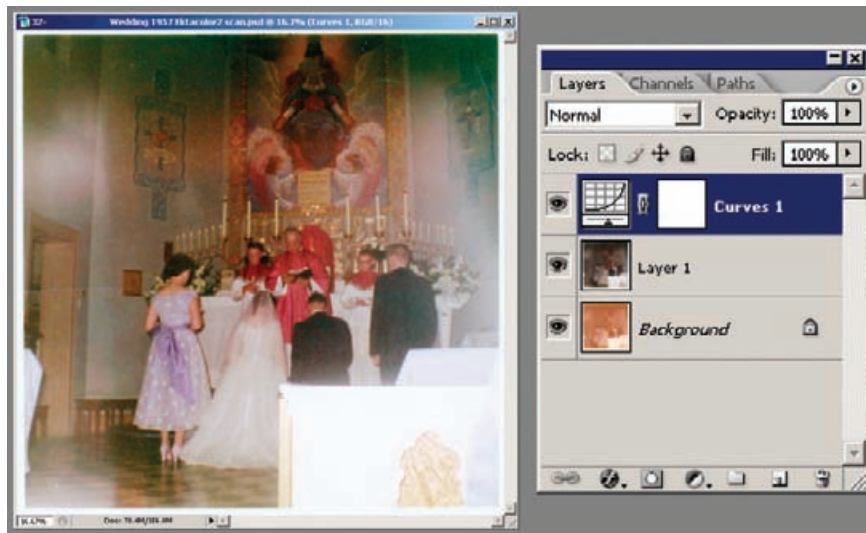 Wedding 1957 Ektacolor2 scan.psd @ 16.7% (Curves 1, RGB/16)
Layers Channels Paths
Normal Opacity: 100%
Lock: Fill: 100%
Curves 1
Layer 1
Background
16.67% Doc: